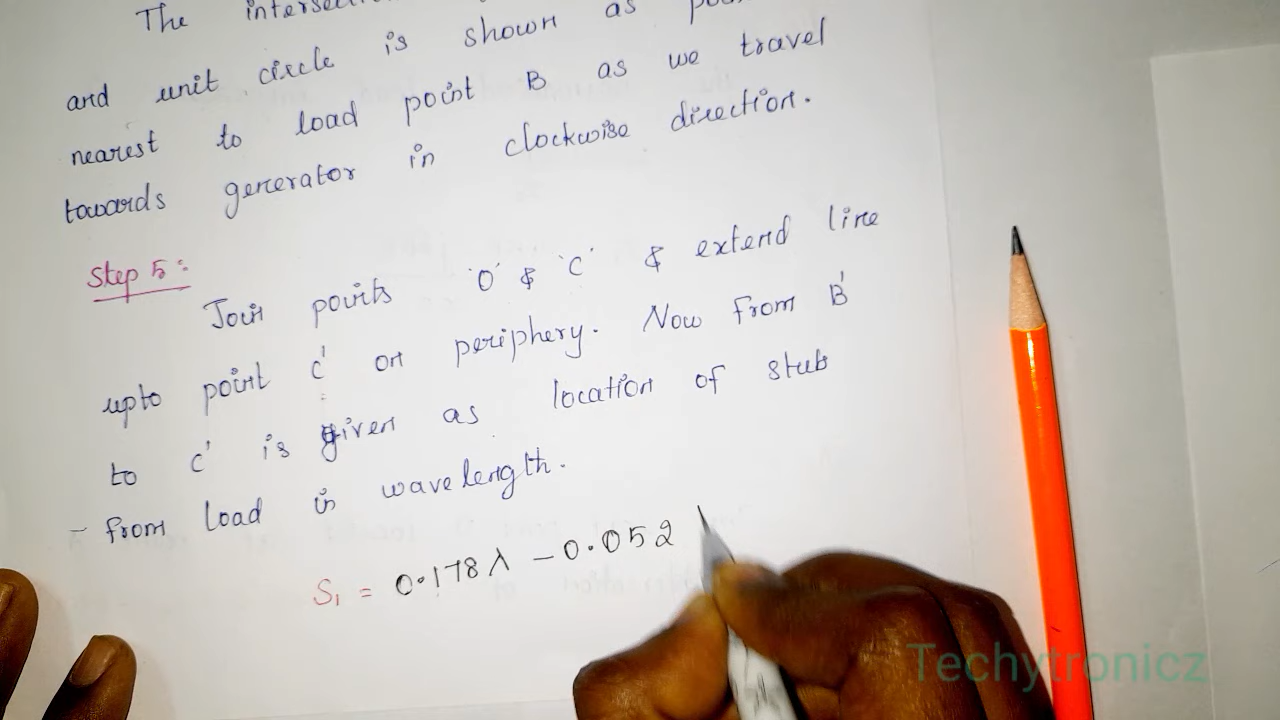 The
and unit circle is shown as
nearest to load point B as we travel
towards generator in clockwise direction.
Step 5:
Join points 'O' & 'C' & extend line
upto point C' on periphery. Now from B'
to C' is given as location of stub
from load in wavelength.
S₁ = 0.178λ - 0.052
Techytronicz